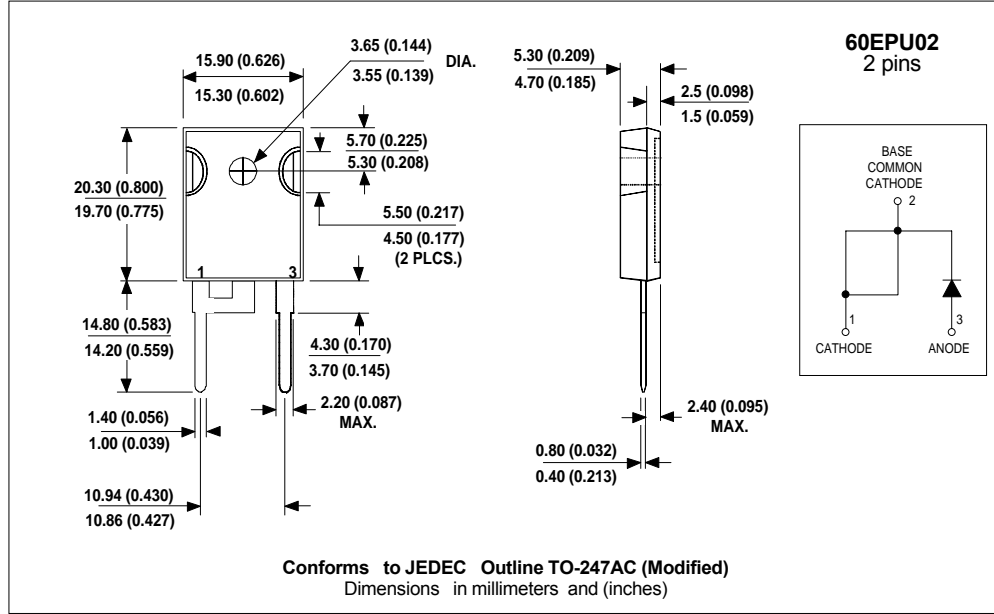 60EPU02
2 pins
15.90 (0.626)
15.30 (0.602)
3.65 (0.144)
3.55 (0.139)
DIA.
5.70 (0.225)
5.30 (0.208)
5.50 (0.217)
4.50 (0.177)
(2 PLCS.)
20.30 (0.800)
19.70 (0.775)
1
3
14.80 (0.583)
14.20 (0.559)
4.30 (0.170)
3.70 (0.145)
1.40 (0.056)
1.00 (0.039)
2.20 (0.087)
MAX.
10.94 (0.430)
10.86 (0.427)
5.30 (0.209)
4.70 (0.185)
2.5 (0.098)
1.5 (0.059)
2.40 (0.095)
MAX.
0.80 (0.032)
0.40 (0.213)
BASE
COMMON
CATHODE
2
1
3
CATHODE
ANODE
Conforms to JEDEC Outline TO-247AC (Modified)
Dimensions in millimeters and (inches)